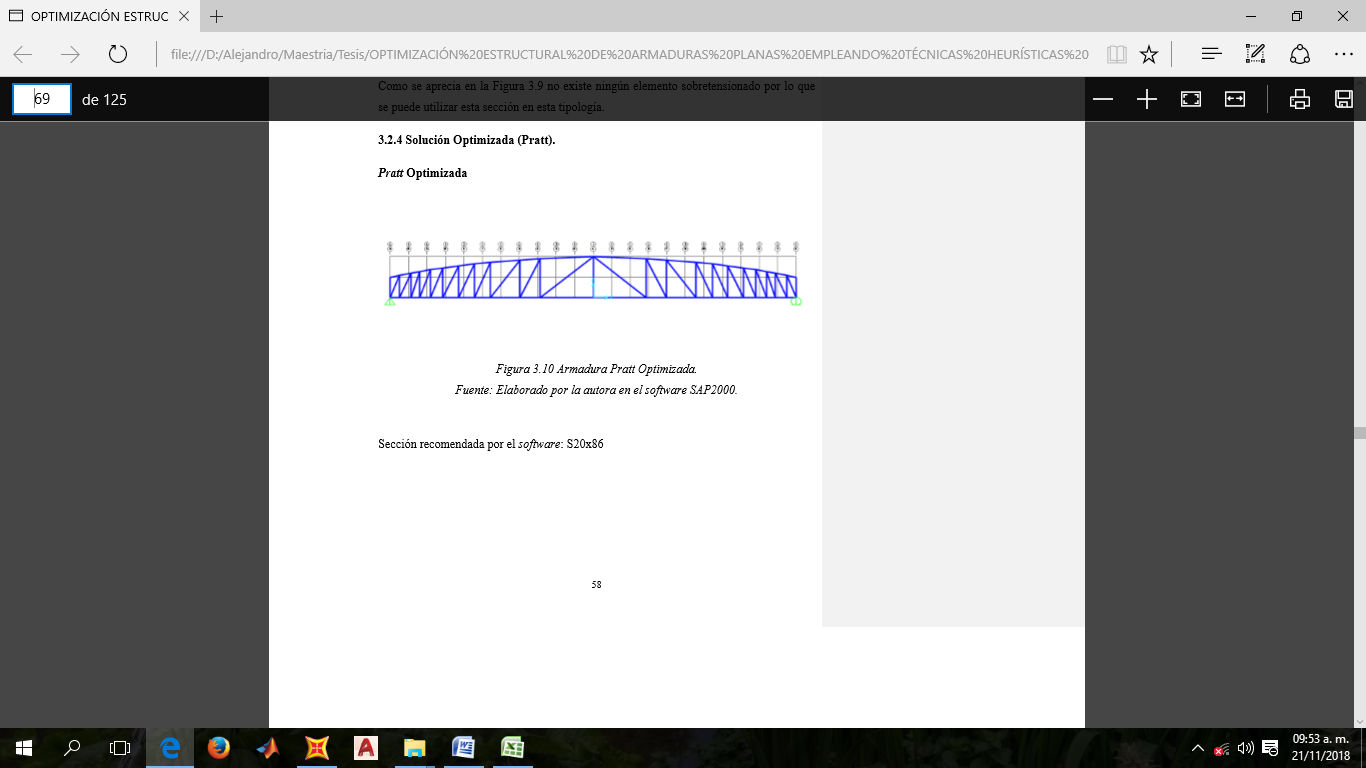 OPTIMIZACIÓN ESTRUC
file:///D:/Alejandro/Maestria/Tesis/OPTIMIZACIÓN%20ESTRUCTURAL%20DE%20ARMADURAS%20PLANAS%20EMPLEANDO%20TÉCNICAS%20HEURÍSTICAS%20
69 de 125
Como se aprecia en la Figura 3.9 no existe ningún elemento sobretensionado por lo que
se puede utilizar esta sección en esta tipología.
3.2.4 Solución Optimizada (Pratt).
Pratt Optimizada
Figura 3.10 Armadura Pratt Optimizada.
Fuente: Elaborado por la autora en el software SAP2000.
Sección recomendada por el software: S20x86
58
09:53 a. m.
21/11/2018